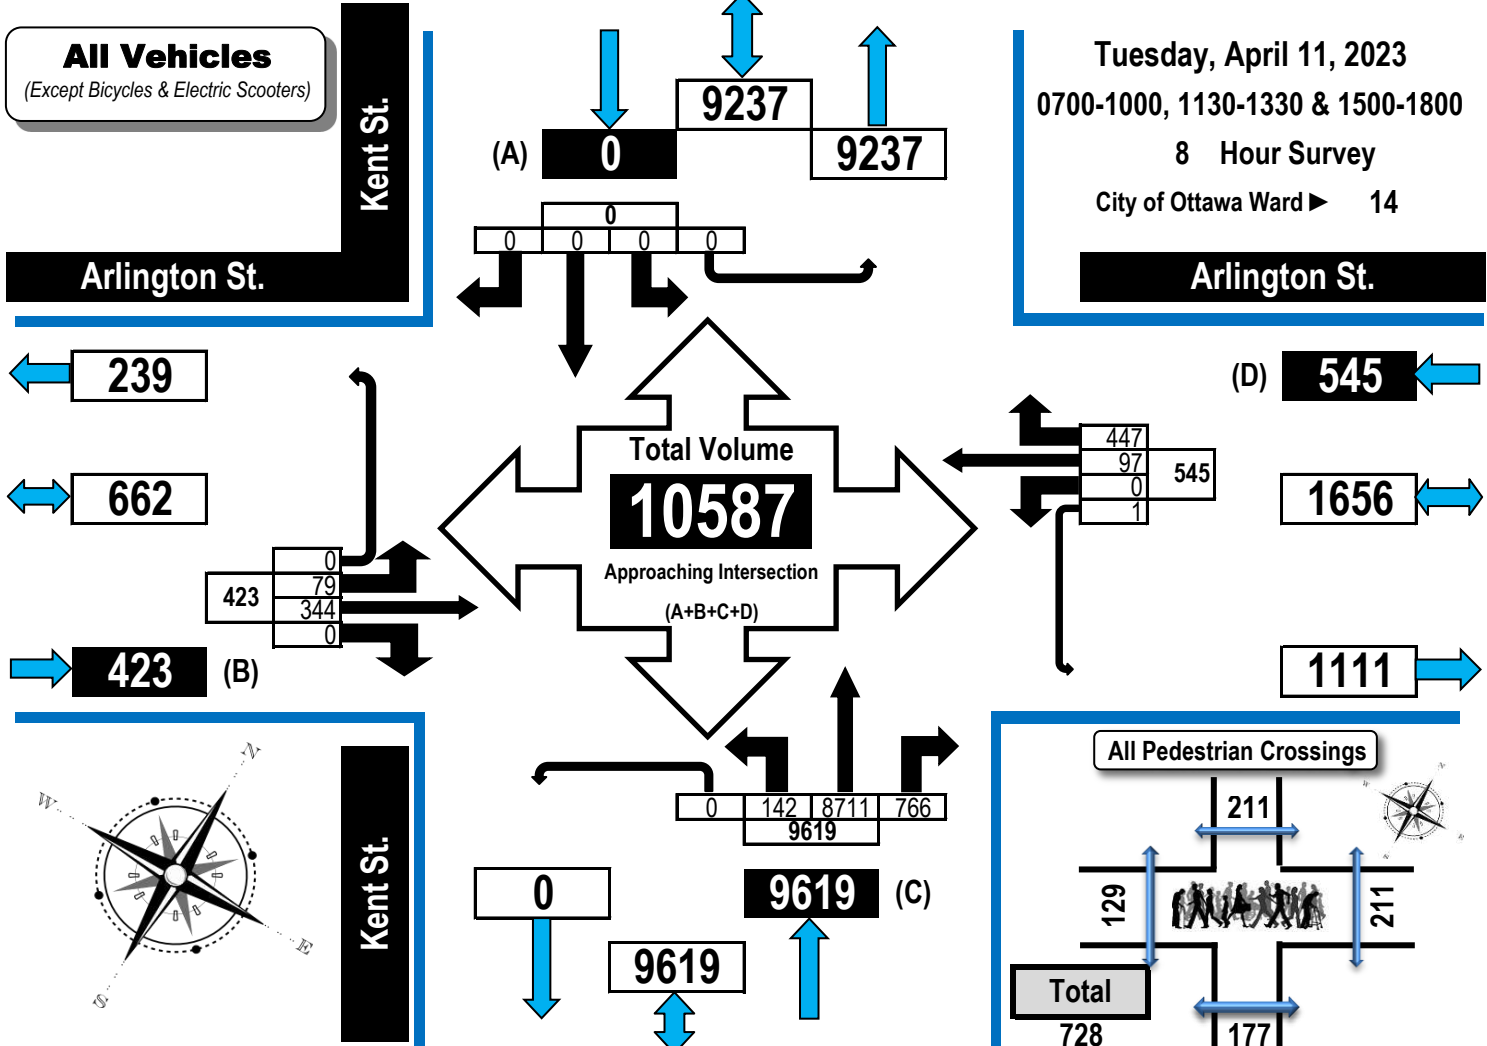 All Vehicles
(Except Bicycles & Electric Scooters)
Kent St.
Arlington St.
9237
(A) 0
9237
0
0 0 0 0
Tuesday, April 11, 2023
0700-1000, 1130-1330 & 1500-1800
8 Hour Survey
City of Ottawa Ward ► 14
Arlington St.
239
662
0
79
344
0
423
423 (B)
Total Volume
10587
Approaching Intersection
(A+B+C+D)
(D) 545
447
97
0
1
545
1656
1111
0 142 8711 766
9619
0
9619 (C)
9619
N
W
E
S
Kent St.
All Pedestrian Crossings
211
129
211
177
Total
728